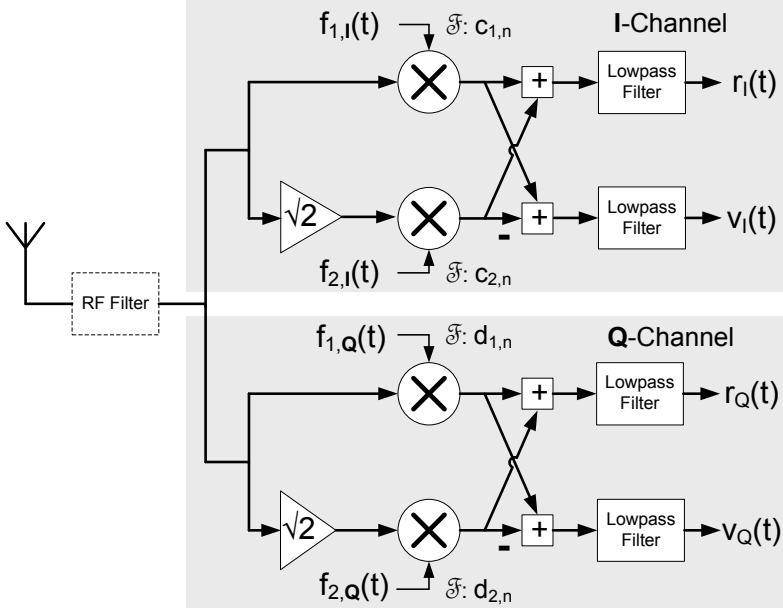 f1,I(t) ℱ: c1,n I-Channel
+ Lowpass Filter rI(t)
√2
- + Lowpass Filter vI(t)
f2,I(t) ℱ: c2,n
RF Filter
f1,Q(t) ℱ: d1,n Q-Channel
+ Lowpass Filter rQ(t)
√2
- + Lowpass Filter vQ(t)
f2,Q(t) ℱ: d2,n